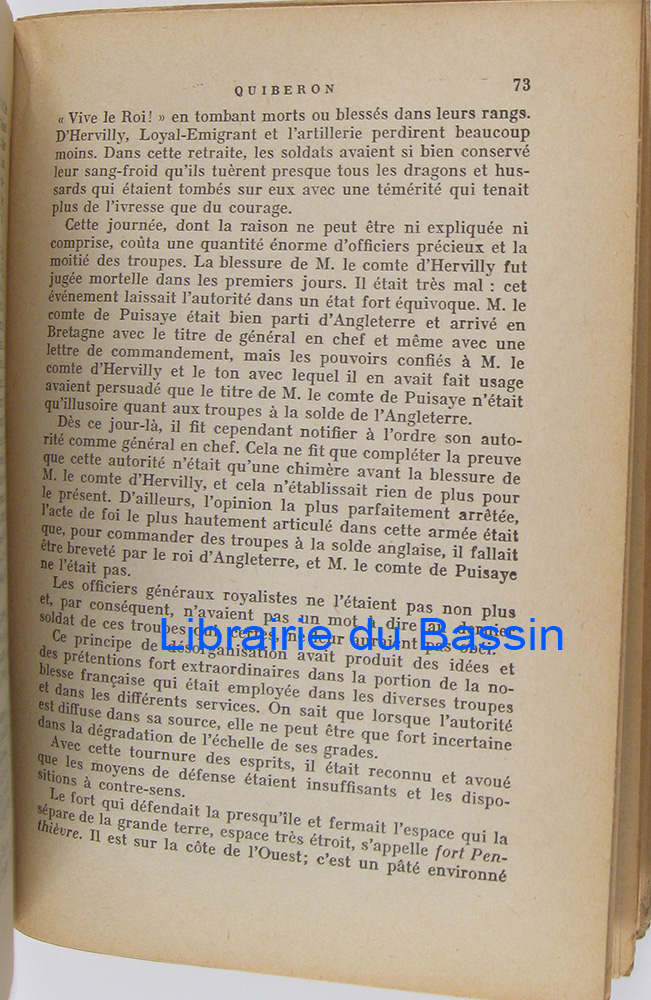 QUIBERON 73
« Vive le Roi! » en tombant morts ou blessés dans leurs rangs.
D'Hervilly, Loyal-Emigrant et l'artillerie perdirent beaucoup
moins. Dans cette retraite, les soldats avaient si bien conservé
leur sang-froid qu'ils tuèrent presque tous les dragons et hus-
sards qui étaient tombés sur eux avec une témérité qui tenait
plus de l'ivresse que du courage.
Cette journée, dont la raison ne peut être ni expliquée ni
comprise, coûta une quantité énorme d'officiers précieux et la
moitié des troupes. La blessure de M. le comte d'Hervilly fut
jugée mortelle dans les premiers jours. Il était très mal : cet
événement laissait l'autorité dans un état fort équivoque. M. le
comte de Puisaye était bien parti d'Angleterre et arrivé en
Bretagne avec le titre de général en chef et même avec une
lettre de commandement, mais les pouvoirs confiés à M. le
comte d'Hervilly et le ton avec lequel il en avait fait usage
avaient persuadé que le titre de M. le comte de Puisaye n'était
qu'illusoire quant aux troupes à la solde de l'Angleterre.
Dès ce jour-là, il fit cependant notifier à l'ordre son auto-
rité comme général en chef. Cela ne fit que compléter la preuve
que cette autorité n'était qu'une chimère avant la blessure de
M. le comte d'Hervilly, et cela n'établissait rien de plus pour
le présent. D'ailleurs, l'opinion la plus parfaitement arrêtée,
l'acte de foi le plus hautement articulé dans cette armée était
que, pour commander des troupes à la solde anglaise, il fallait
être breveté par le roi d'Angleterre, et M. le comte de Puisaye
ne l'était pas.
Les officiers généraux royalistes ne l'étaient pas non plus
et, par conséquent, n'avaient pas un mot à dire au dernier
soldat de ces troupes qui, certes, ne leur auraient pas obéi.
Librairie du Bassin
Ce principe de désorganisation avait produit des idées et
des prétentions fort extraordinaires dans la portion de la no-
blesse française qui était employée dans les diverses troupes
et dans les différents services. On sait que lorsque l'autorité
est diffuse dans sa source, elle ne peut être que fort incertaine
dans la dégradation de l'échelle de ses grades.
Avec cette tournure des esprits, il était reconnu et avoué
que les moyens de défense étaient insuffisants et les dispo-
sitions à contre-sens.
Le fort qui défendait la presqu'île et fermait l'espace qui la
sépare de la grande terre, espace très étroit, s'appelle fort Pen-
thièvre. Il est sur la côte de l'Ouest; c'est un pâté environné